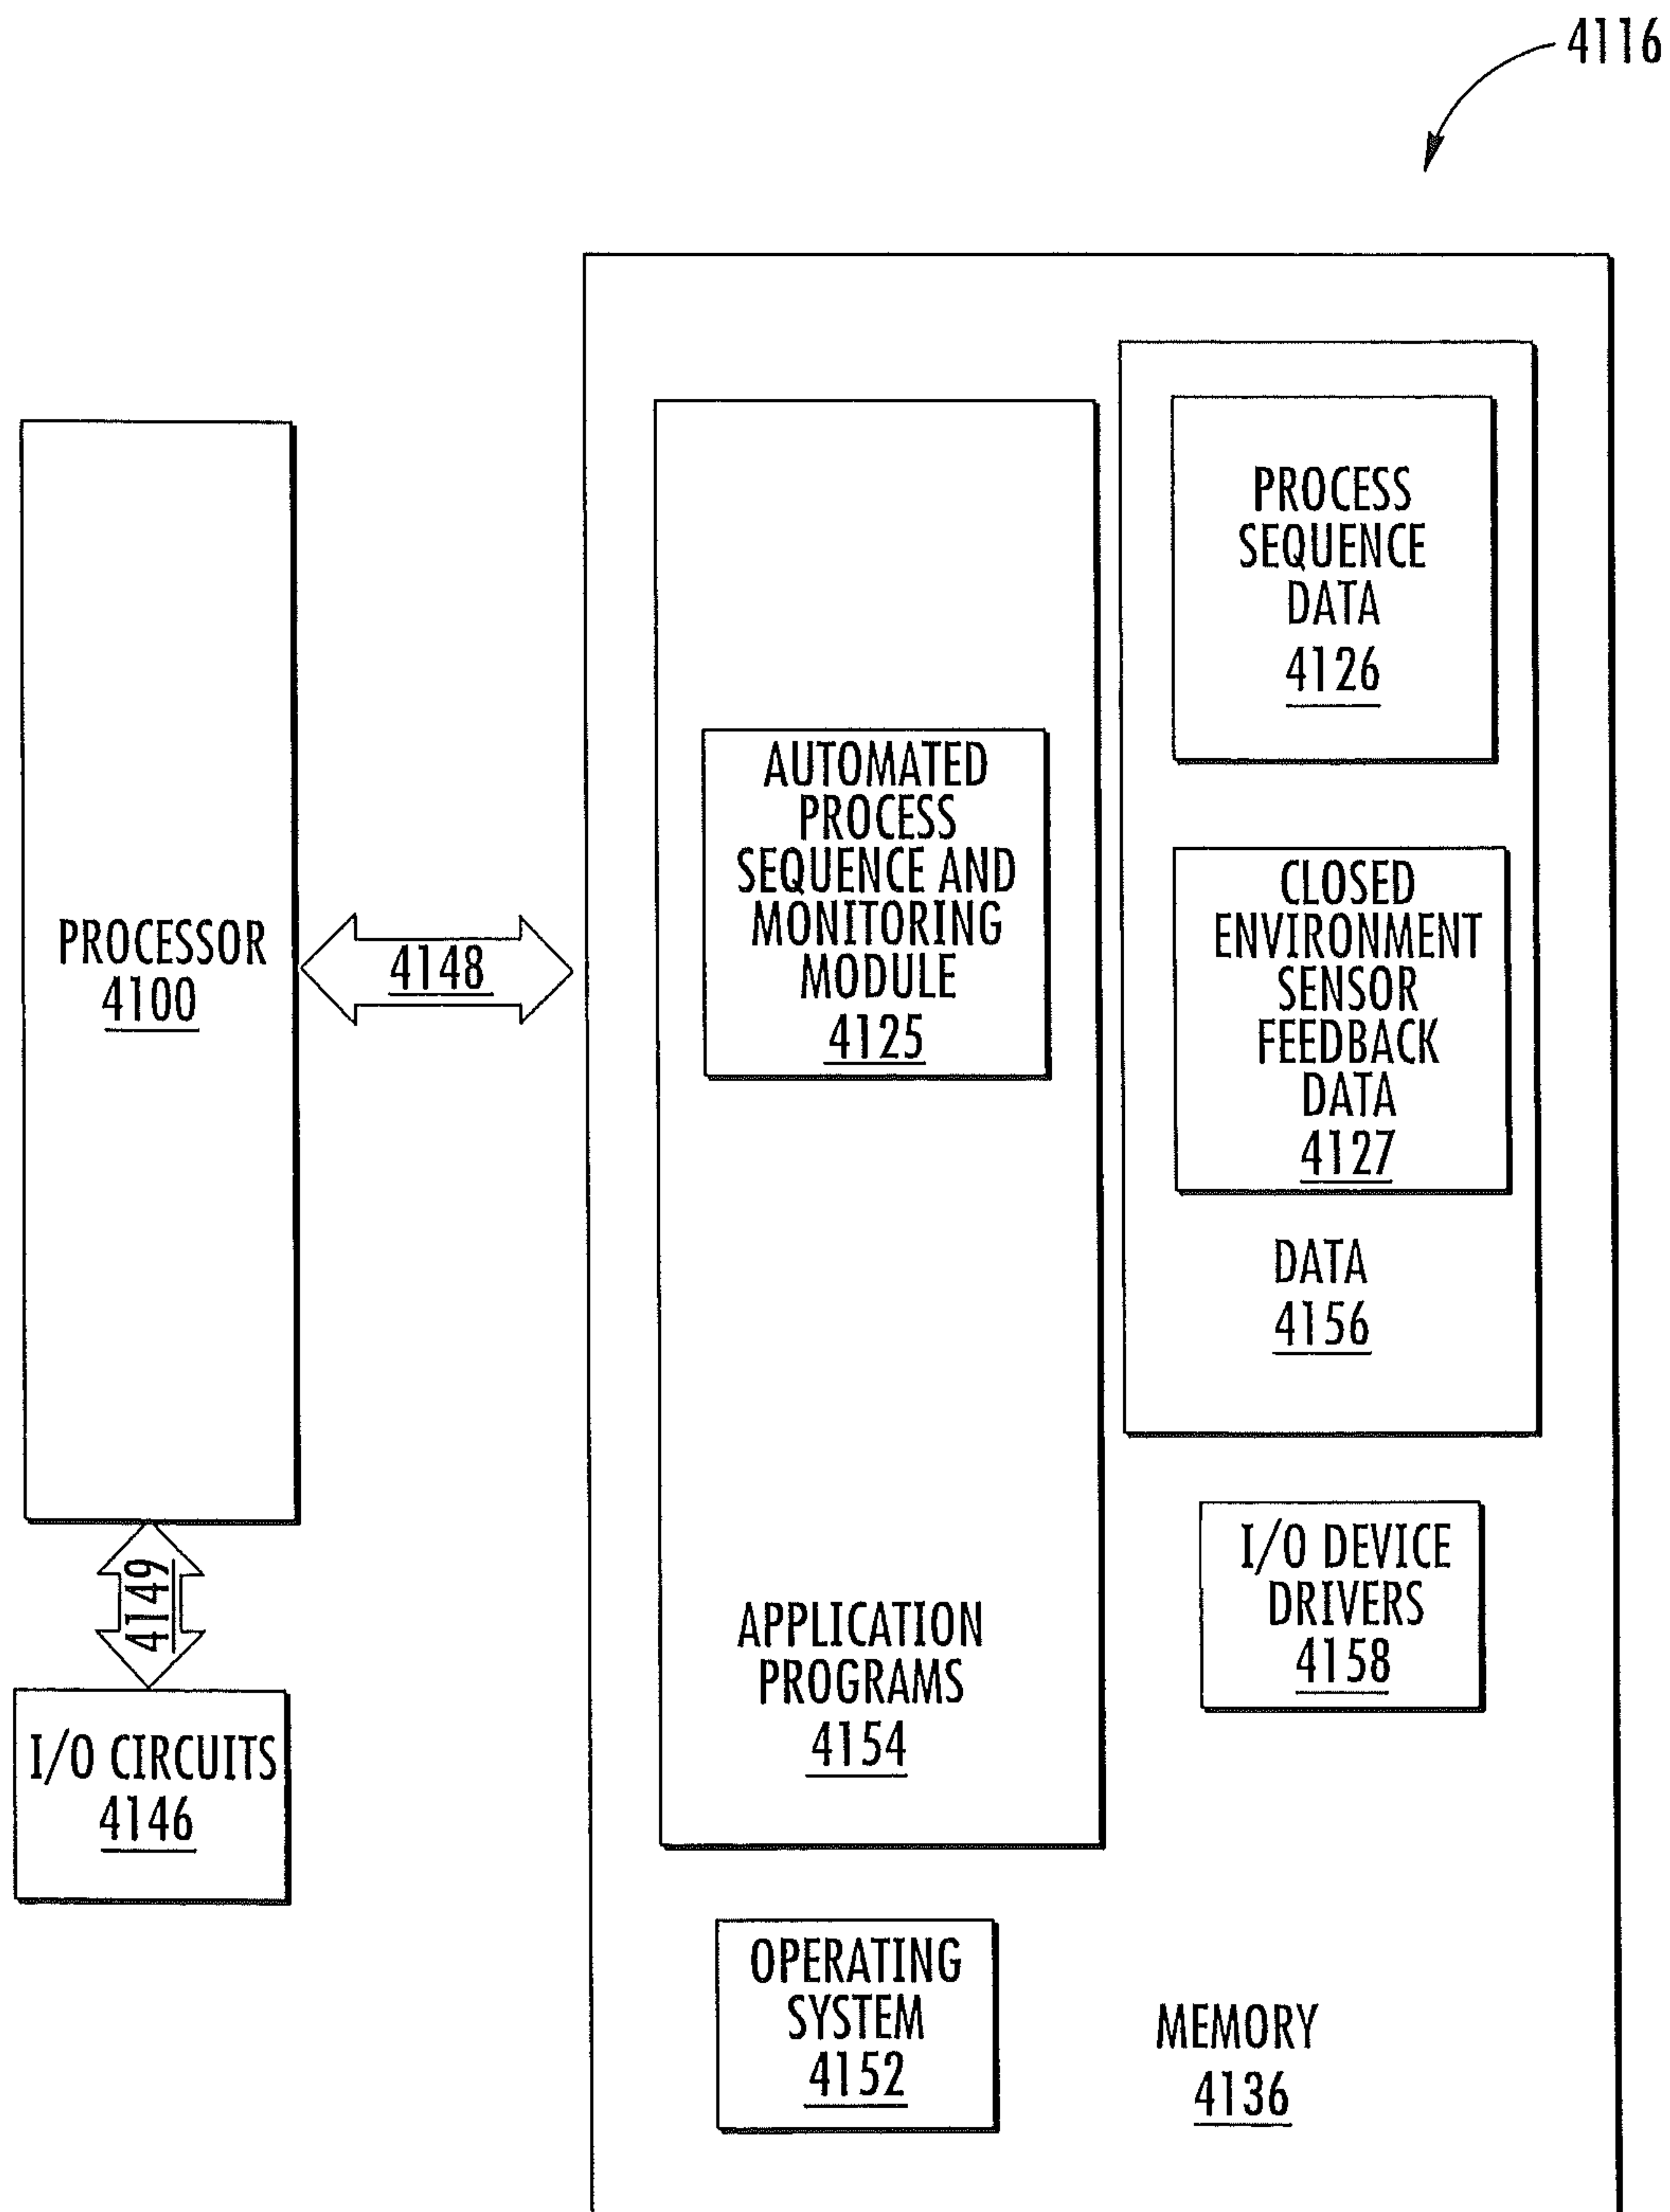 4116
PROCESSOR
4100
4148
4149
I/O CIRCUITS
4146
AUTOMATED
PROCESS
SEQUENCE AND
MONITORING
MODULE
4125
APPLICATION
PROGRAMS
4154
PROCESS
SEQUENCE
DATA
4126
CLOSED
ENVIRONMENT
SENSOR
FEEDBACK
DATA
4127
DATA
4156
I/O DEVICE
DRIVERS
4158
OPERATING
SYSTEM
4152
MEMORY
4136